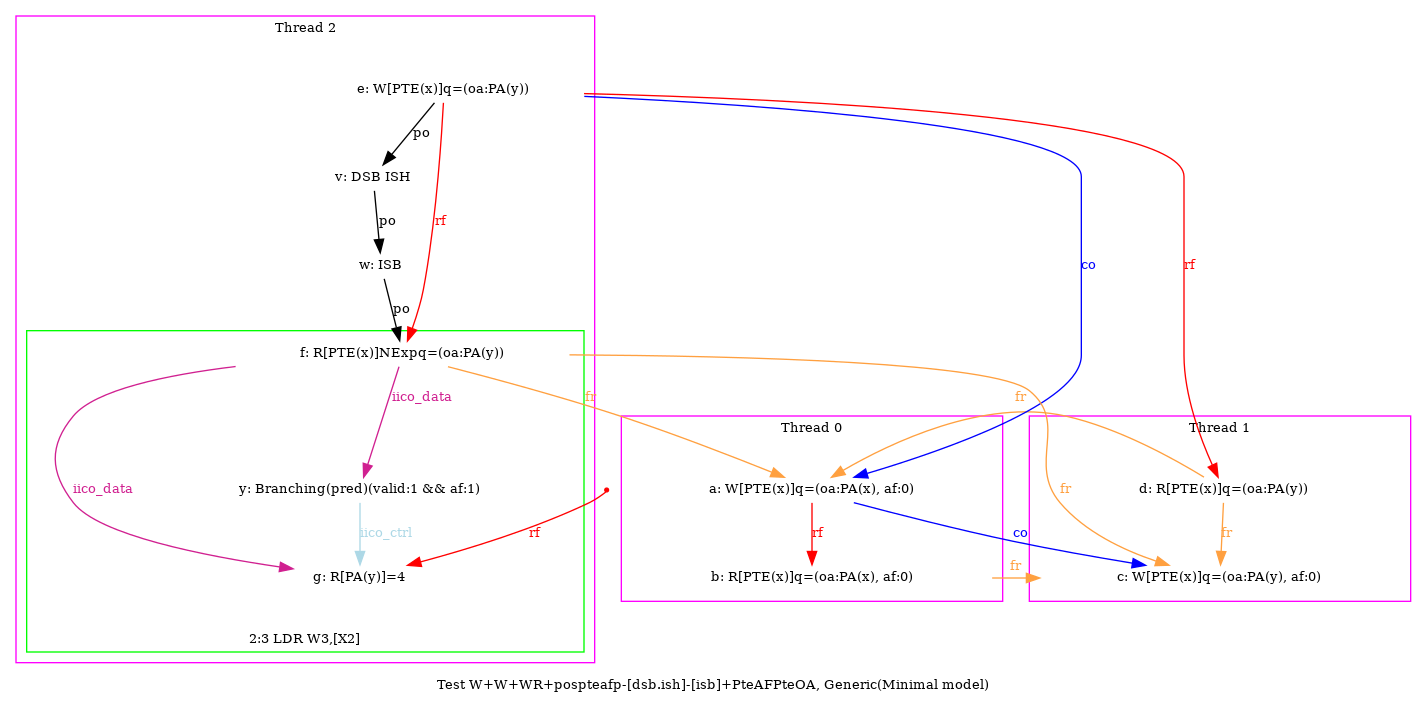 Thread 2
e: W[PTE(x)]q=(oa:PA(y))
po
v: DSB ISH
po
rf
w: ISB
co
rf
po
f: R[PTE(x)]NExpq=(oa:PA(y))
iico_data
fr
fr
Thread 0
Thread 1
iico_data
y: Branching(pred)(valid:1 && af:1)
a: W[PTE(x)]q=(oa:PA(x), af:0)
fr
d: R[PTE(x)]q=(oa:PA(y))
iico_ctrl
rf
rf
co
fr
fr
g: R[PA(y)]=4
b: R[PTE(x)]q=(oa:PA(x), af:0)
c: W[PTE(x)]q=(oa:PA(y), af:0)
2:3 LDR W3,[X2]
Test W+W+WR+pospteafp-[dsb.ish]-[isb]+PteAFPteOA, Generic(Minimal model)